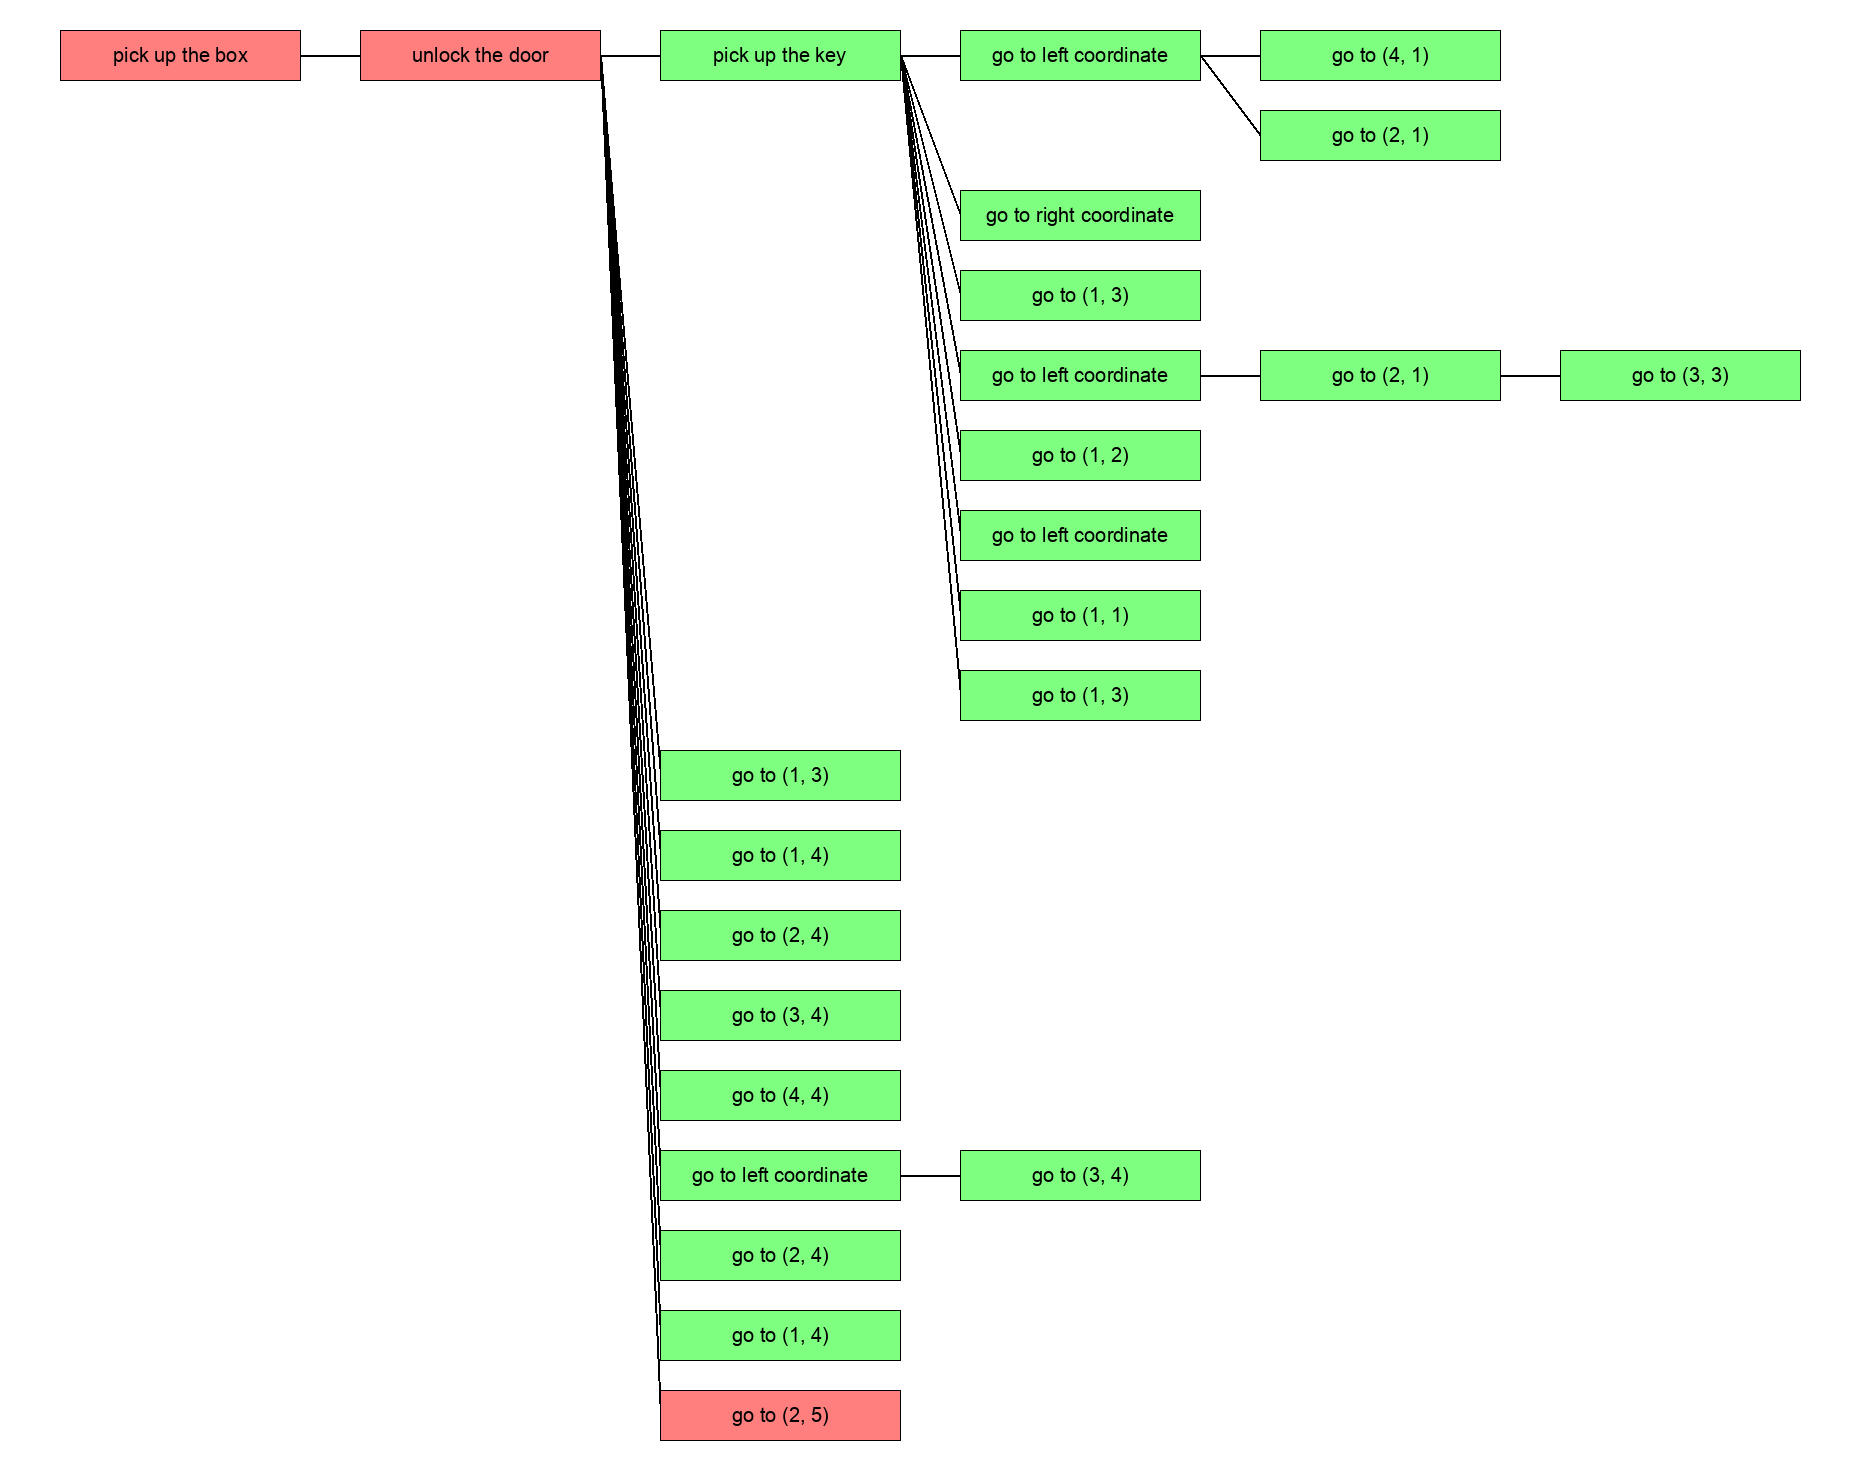 pick up the box
unlock the door
pick up the key
go to left coordinate
go to (4, 1)
go to (2, 1)
go to right coordinate
go to (1, 3)
go to left coordinate
go to (2, 1)
go to (3, 3)
go to (1, 2)
go to left coordinate
go to (1, 1)
go to (1, 3)
go to (1, 3)
go to (1, 4)
go to (2, 4)
go to (3, 4)
go to (4, 4)
go to left coordinate
go to (3, 4)
go to (2, 4)
go to (1, 4)
go to (2, 5)